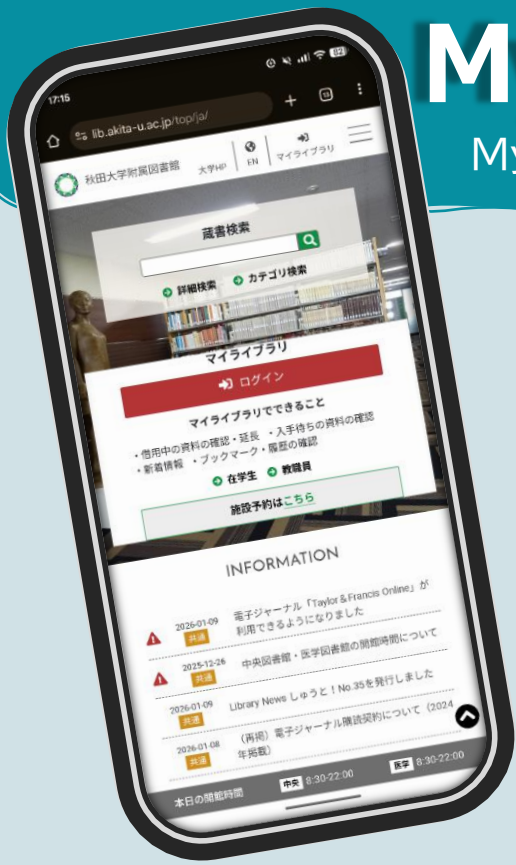 M
My
17:15
lib.akita-u.ac.jp/top/ja/
秋田大学附属図書館
大学HP
EN
マイライブラリ
蔵書検索
詳細検索 カテゴリ検索
マイライブラリ
ログイン
マイライブラリでできること
・借用中の資料の確認・延長 ・入手待ちの資料の確認
・新着情報 ・ブックマーク・履歴の確認
在学生 教職員
施設予約はこちら
INFORMATION
2026-01-09
共通
電子ジャーナル「Taylor & Francis Online」が
利用できるようになりました
2025-12-26
共通
中央図書館・医学図書館の開館時間について
2026-01-09
共通
Library News しゅうと！No.35を発行しました
2026-01-08
共通
（再掲）電子ジャーナル購読契約について（2024
年掲載）
本日の開館時間 中央 8:30-22:00 医学 8:30-22:00